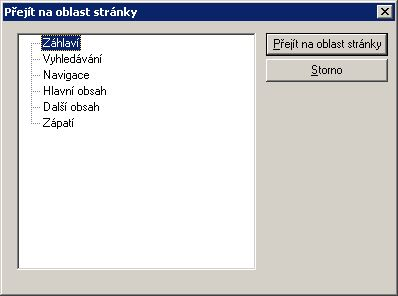 Přejít na oblast stránky
Záhlaví
Vyhledávání
Navigace
Hlavní obsah
Další obsah
Zápatí
Přejít na oblast stránky
Storno